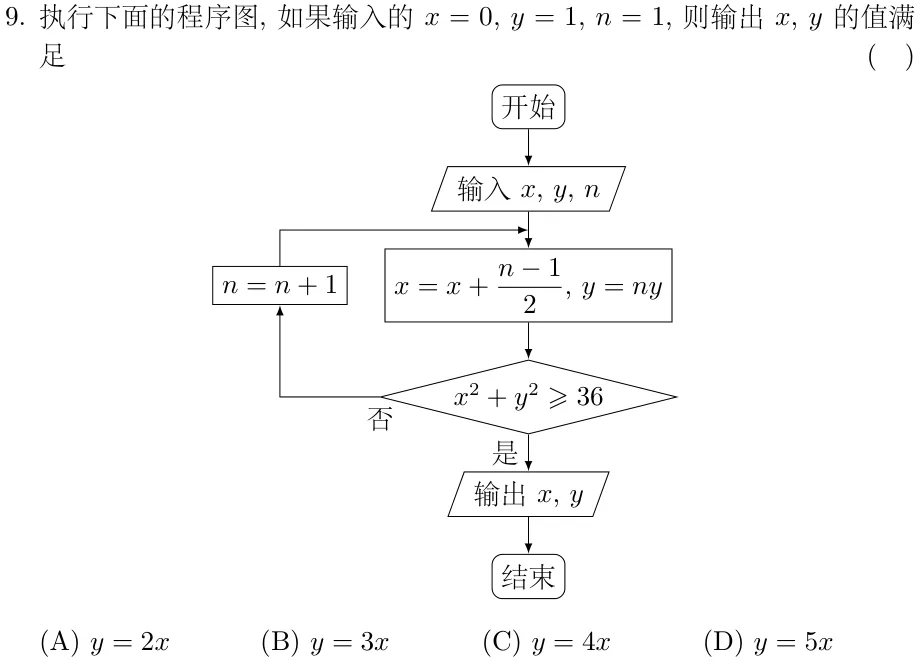 9. 执行下面的程序图, 如果输入的 x = 0, y = 1, n = 1, 则输出 x, y 的值满
足 ( )
开始
输入 x, y, n
n = n + 1
x = x + \frac{n − 1}{2}, y = ny
x² + y² ⩾ 36
否
是
输出 x, y
结束
(A) y = 2x (B) y = 3x (C) y = 4x (D) y = 5x